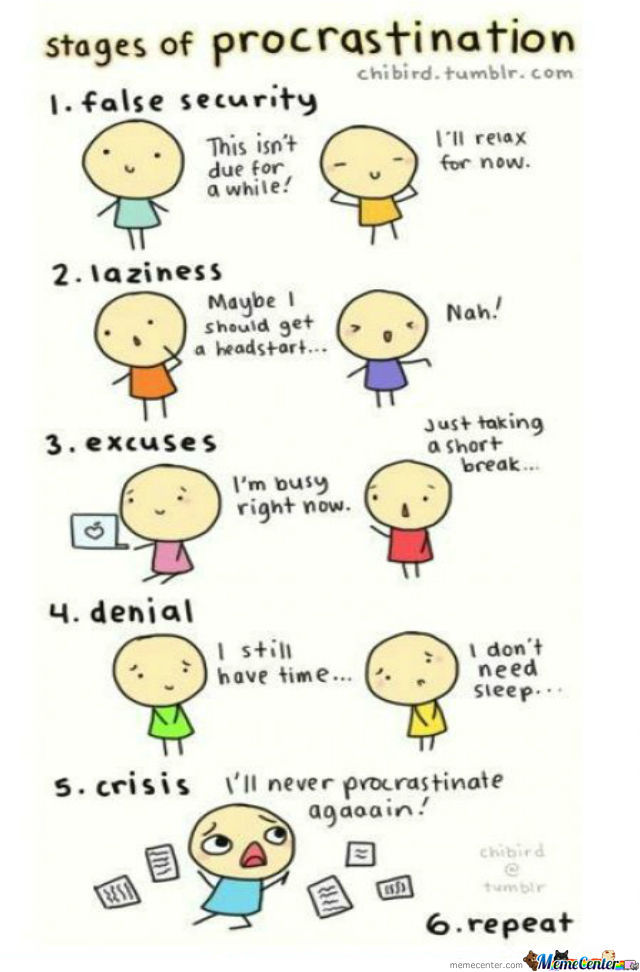 stages of procrastination
chibird.tumblr.com
1. false security
This isn't
due for
a while!
I'll relax
for now.
2. laziness
Maybe I
should get
a headstart...
Nah!
3. excuses
I'm busy
right now.
Just taking
a short
break...
4. denial
I still
have time...
I don't
need
sleep...
5. crisis
I'll never procrastinate
agaaain!
chibird
@
tumblr
6. repeat
memecenter.com
MemeCenter